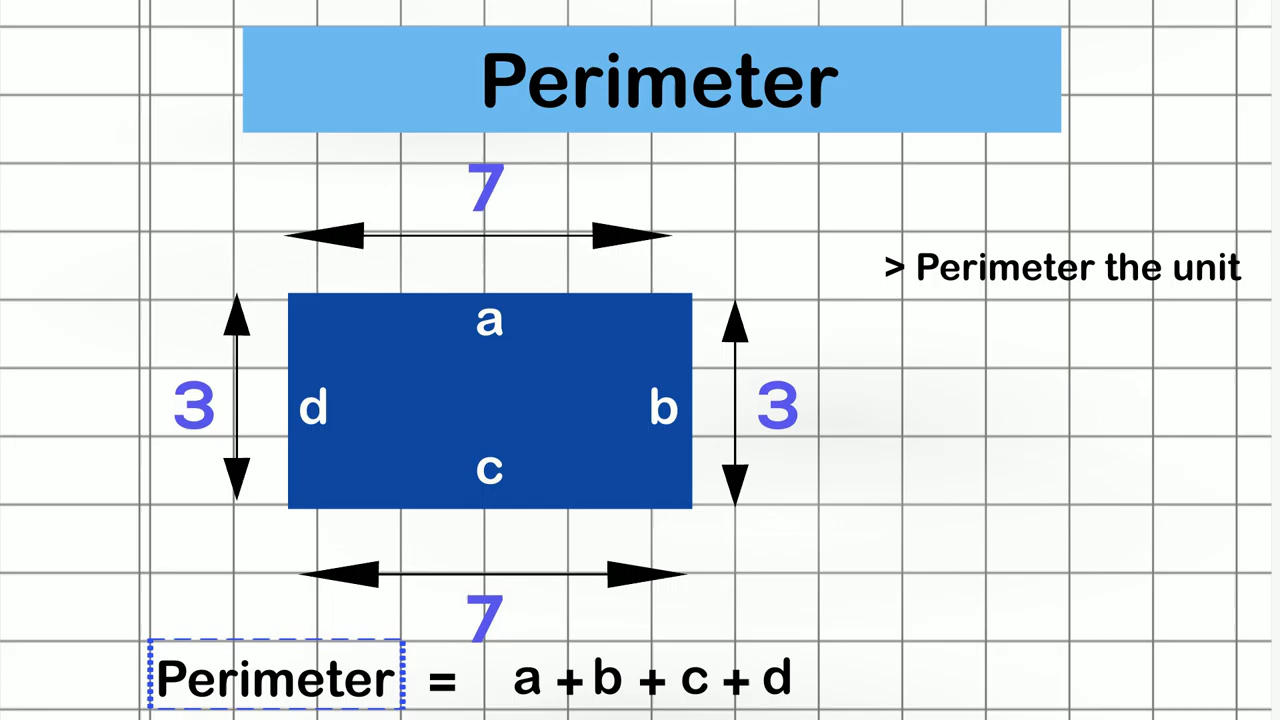 Perimeter
7
> Perimeter the unit
a
3 d b 3
c
7
Perimeter = a + b + c + d